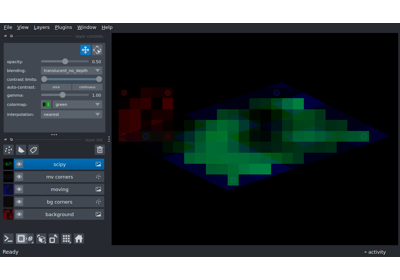 File View Layers Plugins Window Help
opacity: 0.50
blending: translucent_no_depth
contrast limits:
auto-contrast: once continuous
gamma: 1.00
colormap: green
interpolation: nearest
scipy
mv corners
moving
bg corners
background
Ready
activity